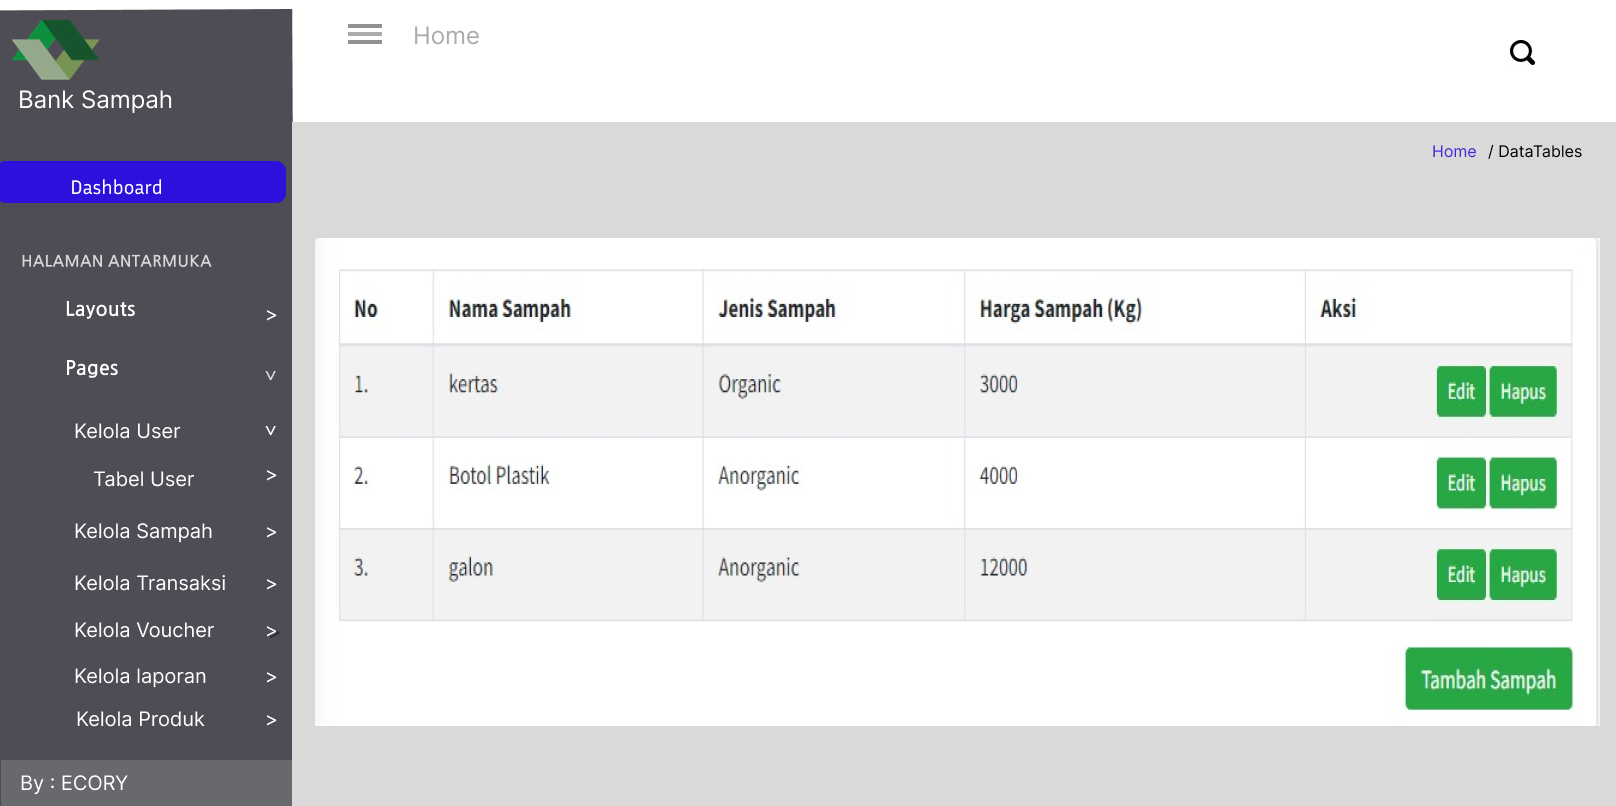 Bank Sampah
Dashboard
HALAMAN ANTARMUKA
Layouts >
Pages v
Kelola User v
Tabel User >
Kelola Sampah >
Kelola Transaksi >
Kelola Voucher >
Kelola laporan >
Kelola Produk >
By : ECORY
Home
Home / DataTables
No Nama Sampah Jenis Sampah Harga Sampah (Kg) Aksi
1. kertas Organic 3000 Edit Hapus
2. Botol Plastik Anorganic 4000 Edit Hapus
3. galon Anorganic 12000 Edit Hapus
Tambah Sampah